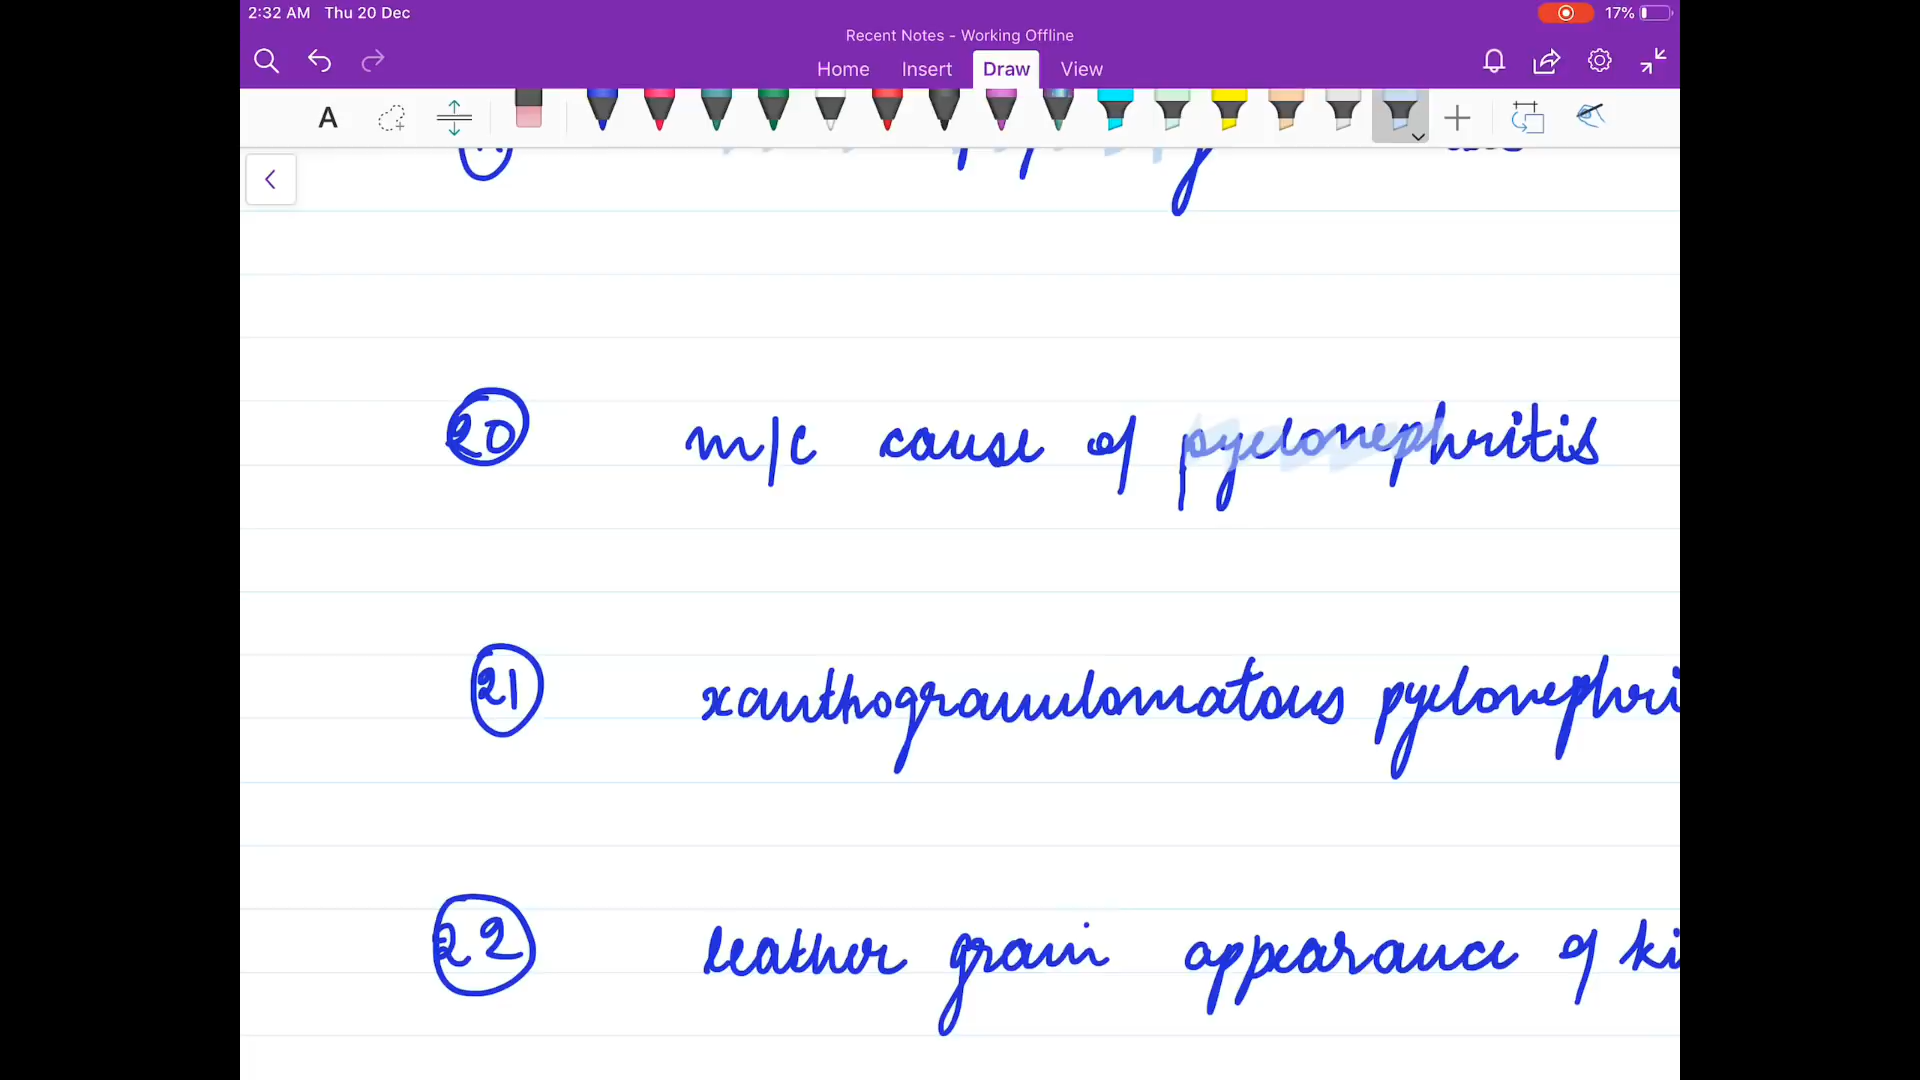 2:32 AM Thu 20 Dec 17%
Recent Notes - Working Offline
Home Insert Draw View
A
20 m/c cause of pyelonephritis
21 xanthogranulomatous pyelonephri
22 leather grain appearance of ki